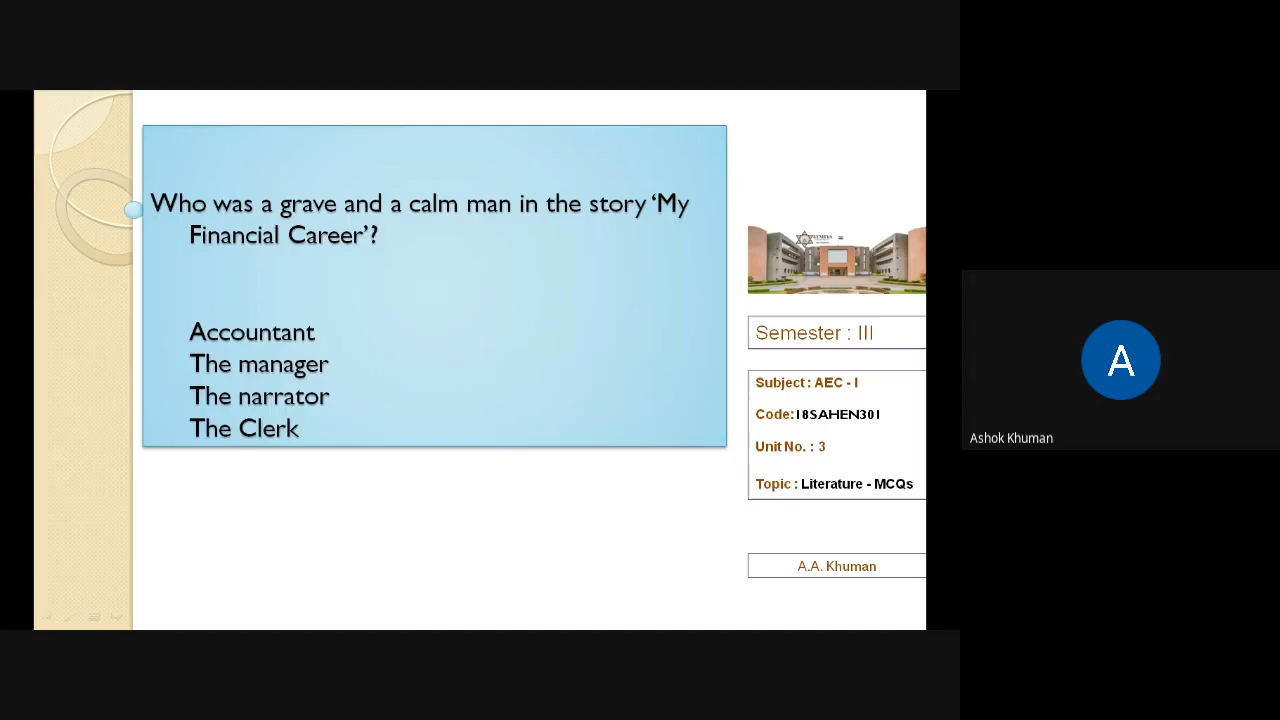 Who was a grave and a calm man in the story ‘My
Financial Career’?
Accountant
The manager
The narrator
The Clerk
Semester : III
Subject : AEC - I
Code:18SAHEN301
Unit No. : 3
Topic : Literature - MCQs
A.A. Khuman
A
Ashok Khuman